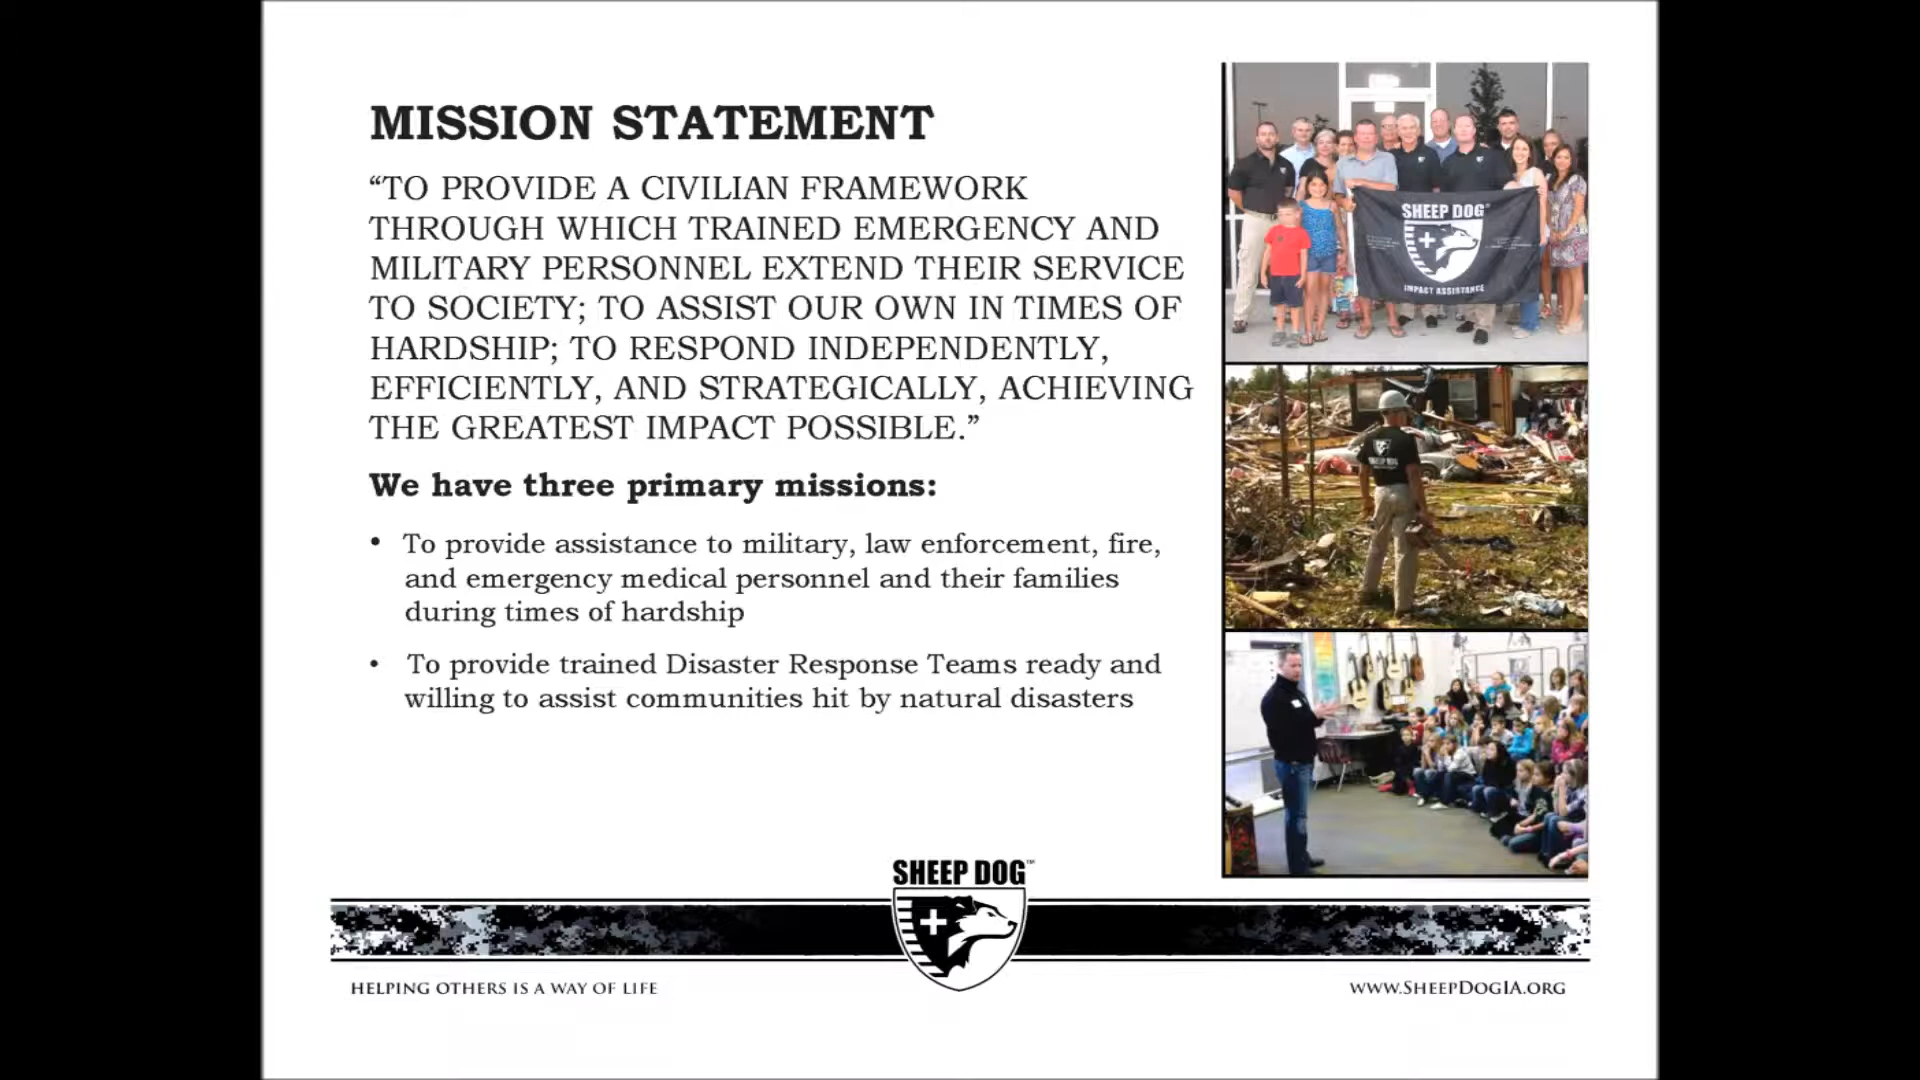 MISSION STATEMENT
“TO PROVIDE A CIVILIAN FRAMEWORK
THROUGH WHICH TRAINED EMERGENCY AND
MILITARY PERSONNEL EXTEND THEIR SERVICE
TO SOCIETY; TO ASSIST OUR OWN IN TIMES OF
HARDSHIP; TO RESPOND INDEPENDENTLY,
EFFICIENTLY, AND STRATEGICALLY, ACHIEVING
THE GREATEST IMPACT POSSIBLE.”
We have three primary missions:
• To provide assistance to military, law enforcement, fire,
and emergency medical personnel and their families
during times of hardship
• To provide trained Disaster Response Teams ready and
willing to assist communities hit by natural disasters
SHEEP DOG
IMPACT ASSISTANCE
SHEEP DOG
SHEEP DOG™
HELPING OTHERS IS A WAY OF LIFE
WWW.SHEEPDOGIA.ORG